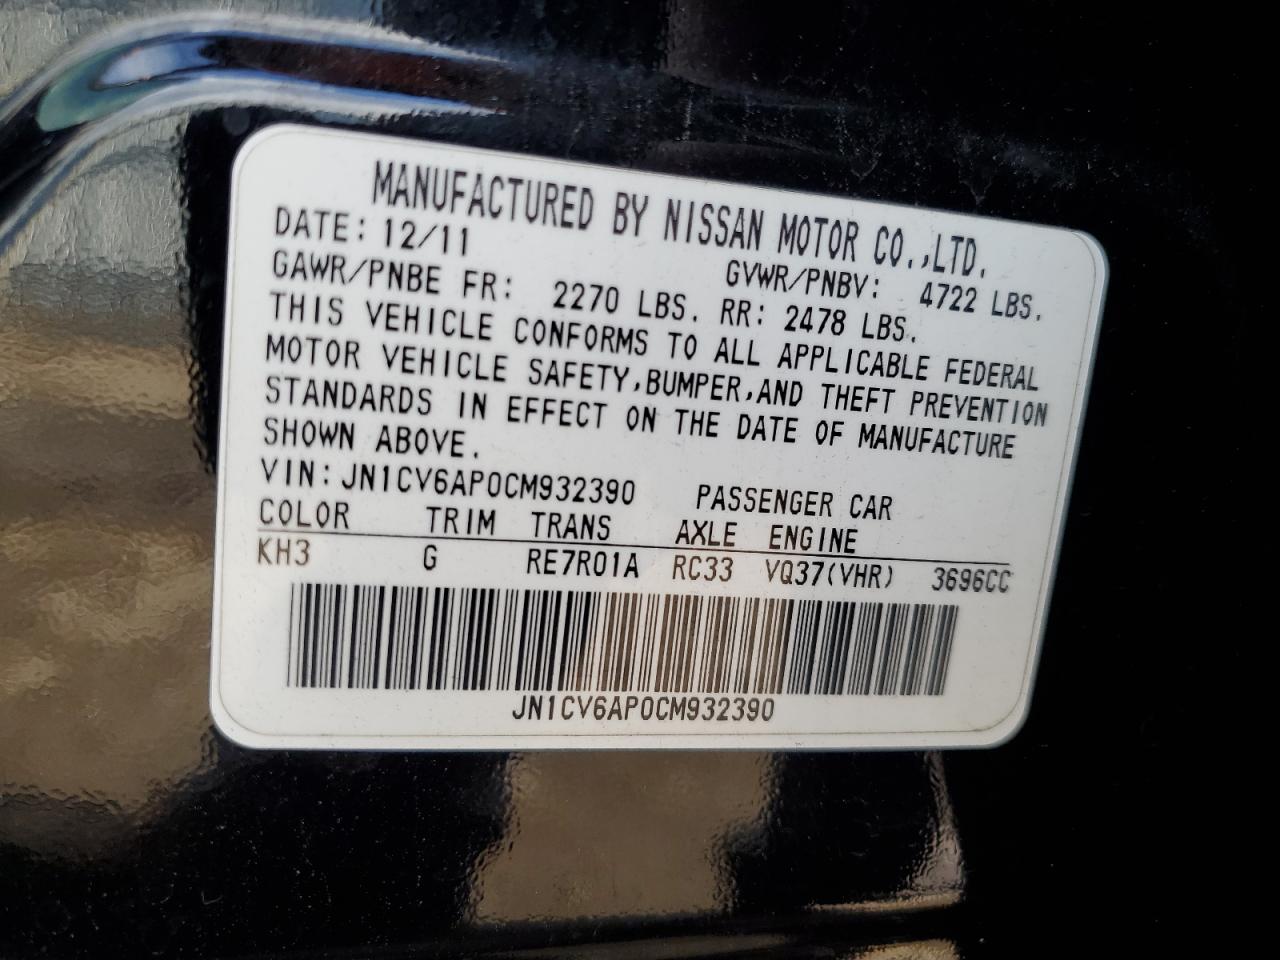 MANUFACTURED BY NISSAN MOTOR CO.,LTD.
DATE: 12/11 GVWR/PNBV: 4722 LBS.
GAWR/PNBE FR: 2270 LBS. RR: 2478 LBS.
THIS VEHICLE CONFORMS TO ALL APPLICABLE FEDERAL
MOTOR VEHICLE SAFETY,BUMPER,AND THEFT PREVENTION
STANDARDS IN EFFECT ON THE DATE OF MANUFACTURE
SHOWN ABOVE.
VIN: JN1CV6AP0CM932390 PASSENGER CAR
COLOR TRIM TRANS AXLE ENGINE
KH3 G RE7R01A RC33 VQ37(VHR) 3696CC
JN1CV6AP0CM932390